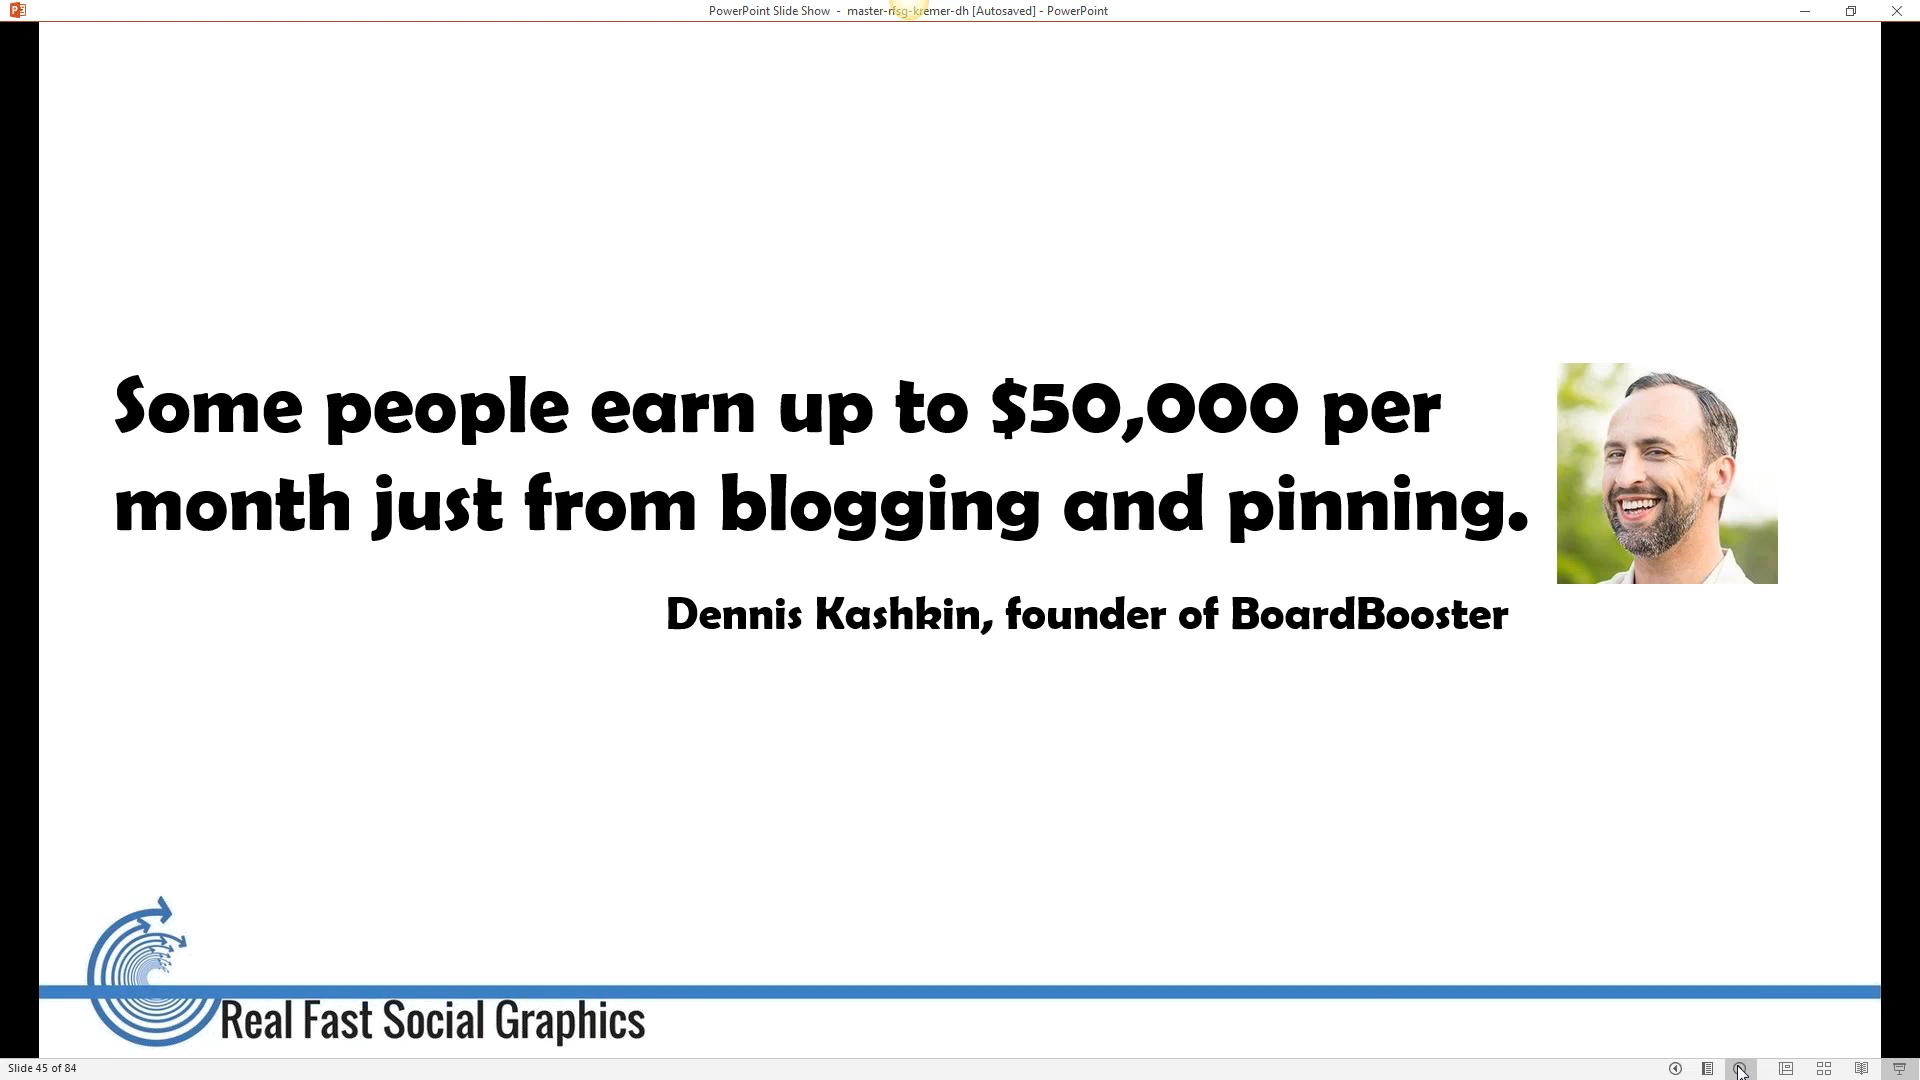 PowerPoint Slide Show - master-rfsg-kremer-dh [Autosaved] - PowerPoint
Some people earn up to $50,000 per
month just from blogging and pinning.
Dennis Kashkin, founder of BoardBooster
Real Fast Social Graphics
Slide 45 of 84